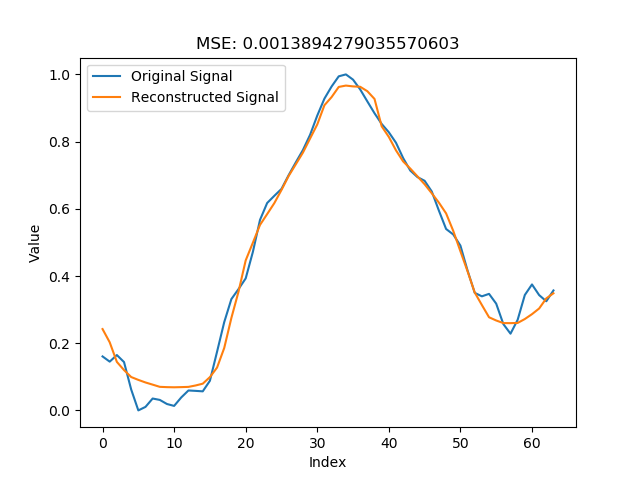 MSE: 0.0013894279035570603
Original Signal
Reconstructed Signal
Value
1.0
0.8
0.6
0.4
0.2
0.0
0 10 20 30 40 50 60
Index